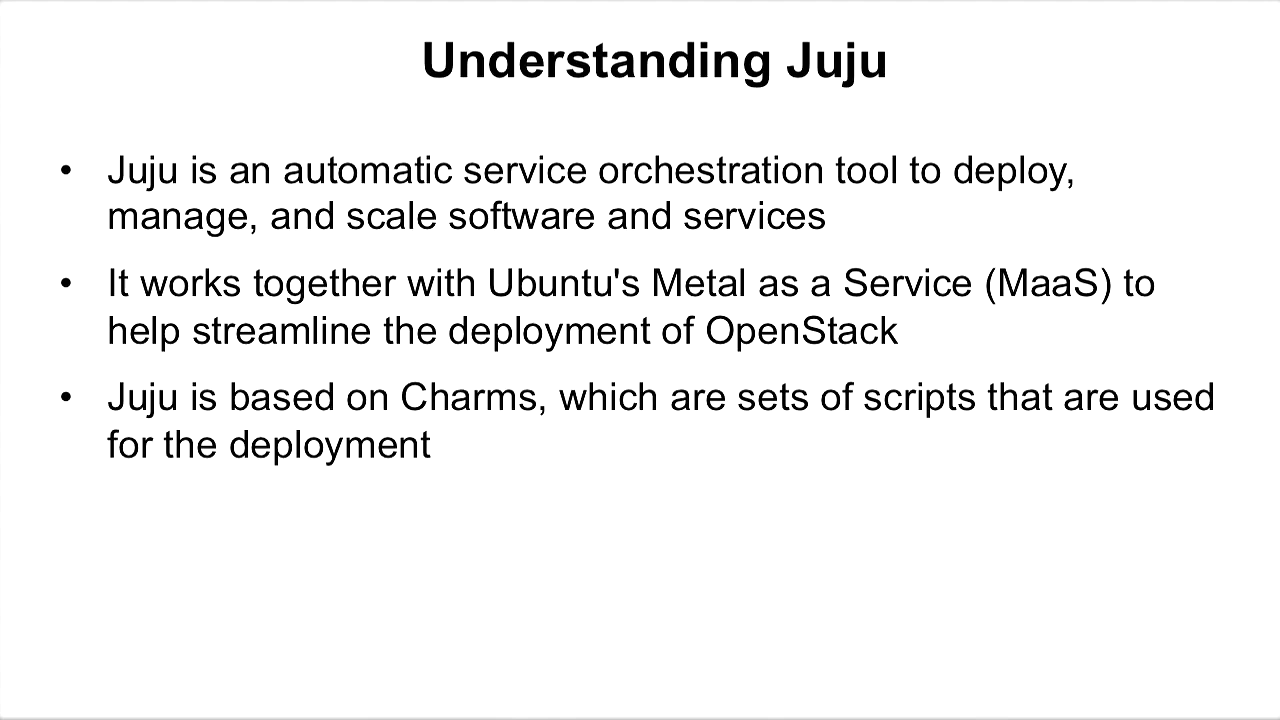 Understanding Juju
• Juju is an automatic service orchestration tool to deploy,
manage, and scale software and services
• It works together with Ubuntu's Metal as a Service (MaaS) to
help streamline the deployment of OpenStack
• Juju is based on Charms, which are sets of scripts that are used
for the deployment